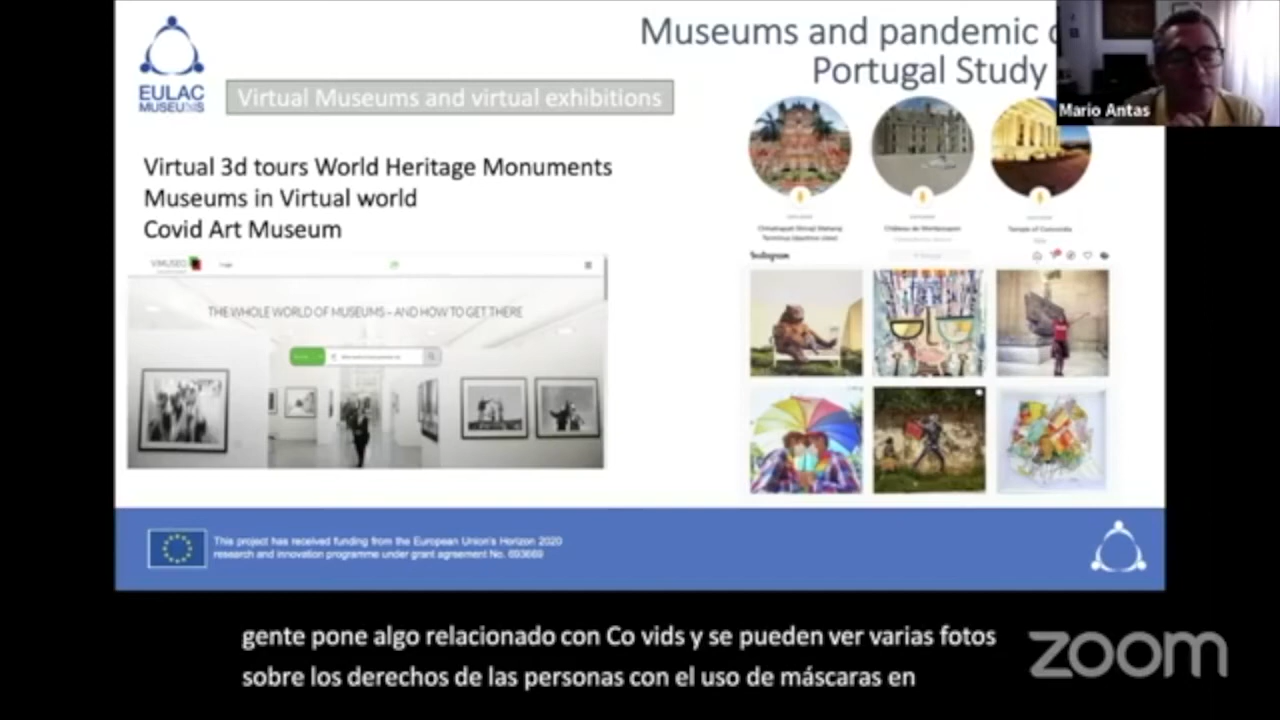 Museums and pandemic
Portugal Study
EULAC
MUSEUMS
Virtual Museums and virtual exhibitions
Mario Antas
Virtual 3d tours World Heritage Monuments
Museums in Virtual world
Covid Art Museum
Temple of Concordia
Instagram
VIMUSEO
THE WHOLE WORLD OF MUSEUMS – AND HOW TO GET THERE
This project has received funding from the European Union's Horizon 2020
research and innovation programme under grant agreement No. 693669
gente pone algo relacionado con Co vids y se pueden ver varias fotos
sobre los derechos de las personas con el uso de máscaras en
zoom